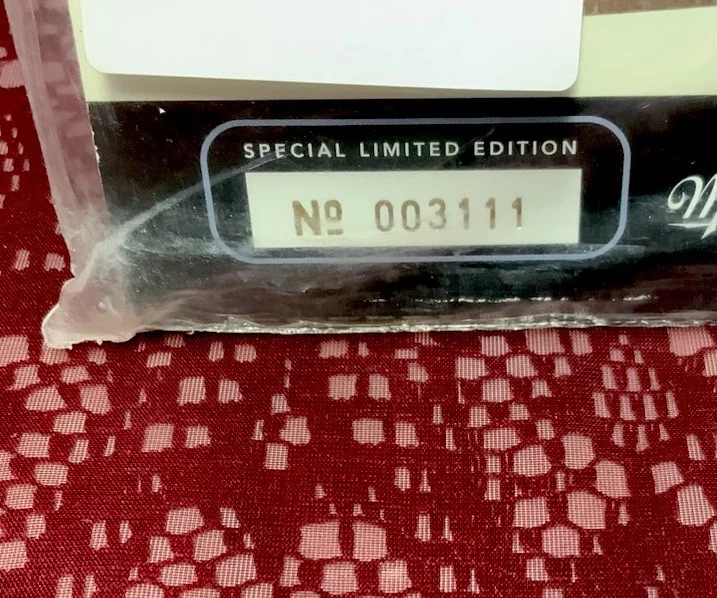 SPECIAL LIMITED EDITION
Nº 003111